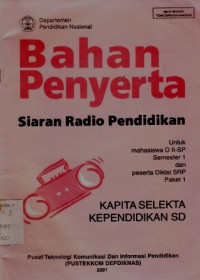 Departemen
Pendidikan Nasional
Bahan
Penyerta
Siaran Radio Pendidikan
Untuk
mahasiswa D II-SP
Semester 1
dan
peserta Diklat SRP
Paket 1
KAPITA SELEKTA
KEPENDIDIKAN SD
Pusat Teknologi Komunikasi Dan Informasi Pendidikan
(PUSTEKKOM DEPDIKNAS)
2001